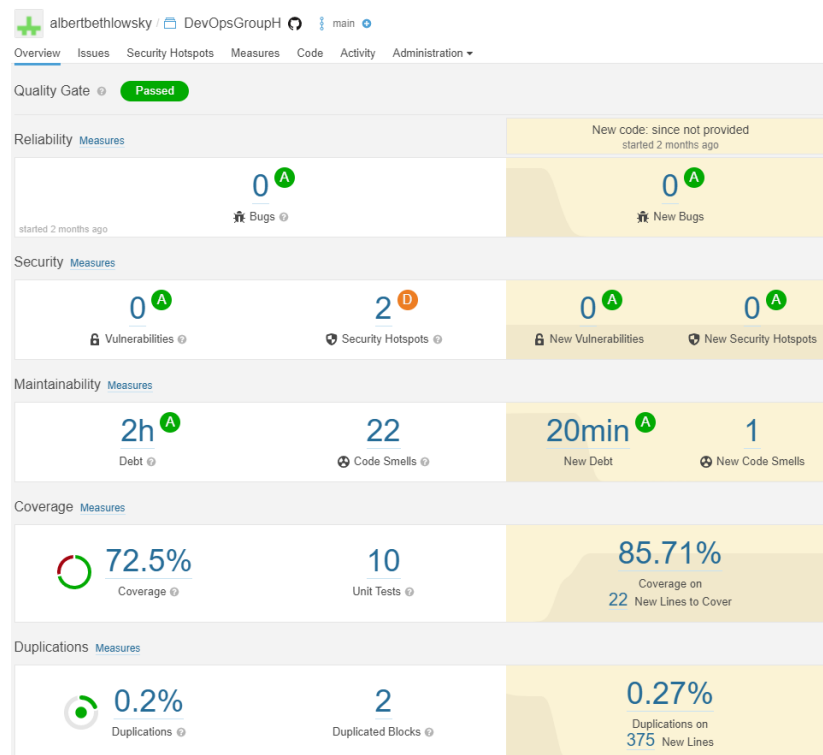 albertbethlowsky / DevOpsGroupH main
Overview Issues Security Hotspots Measures Code Activity Administration
Quality Gate ? Passed
New code: since not provided
started 2 months ago
Reliability Measures
0 A
Bugs ?
started 2 months ago
0 A
New Bugs
Security Measures
0 A 2 D 0 A 0 A
Vulnerabilities ? Security Hotspots ? New Vulnerabilities New Security Hotspots
Maintainability Measures
2h A 22 20min A 1
Debt ? Code Smells ? New Debt New Code Smells
Coverage Measures
72.5% 10
Coverage ? Unit Tests ?
85.71%
Coverage on
22 New Lines to Cover
Duplications Measures
0.2% 2
Duplications ? Duplicated Blocks ?
0.27%
Duplications on
375 New Lines